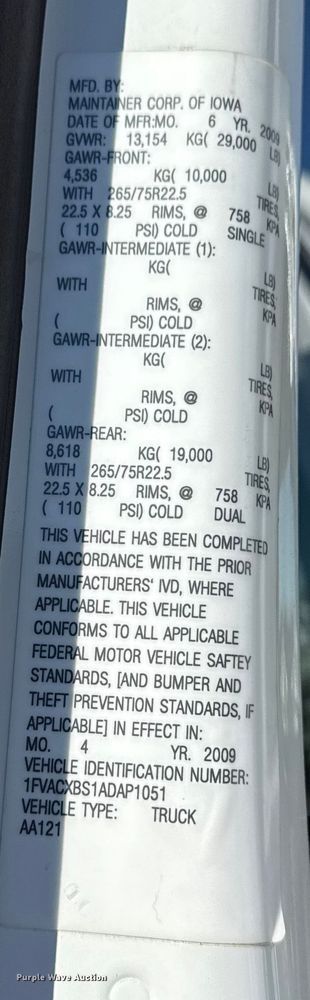 MFD. BY:
MAINTAINER CORP. OF IOWA
DATE OF MFR:MO. 6 YR. 2009
GVWR: 13,154 KG( 29,000 LB)
GAWR-FRONT:
4,536 KG( 10,000 LB)
WITH 265/75R22.5 TIRES,
22.5 X 8.25 RIMS, @ 758 KPA
( 110 PSI) COLD SINGLE
GAWR-INTERMEDIATE (1):
KG( LB)
WITH TIRES,
RIMS, @ KPA
( PSI) COLD
GAWR-INTERMEDIATE (2):
KG( LB)
WITH TIRES,
RIMS, @ KPA
( PSI) COLD
GAWR-REAR:
8,618 KG( 19,000 LB)
WITH 265/75R22.5 TIRES,
22.5 X 8.25 RIMS, @ 758 KPA
( 110 PSI) COLD DUAL
THIS VEHICLE HAS BEEN COMPLETED
IN ACCORDANCE WITH THE PRIOR
MANUFACTURERS' IVD, WHERE
APPLICABLE. THIS VEHICLE
CONFORMS TO ALL APPLICABLE
FEDERAL MOTOR VEHICLE SAFTEY
STANDARDS, [AND BUMPER AND
THEFT PREVENTION STANDARDS, IF
APPLICABLE] IN EFFECT IN:
MO. 4 YR. 2009
VEHICLE IDENTIFICATION NUMBER:
1FVACXBS1ADAP1051
VEHICLE TYPE: TRUCK
AA121
Purple Wave Auction